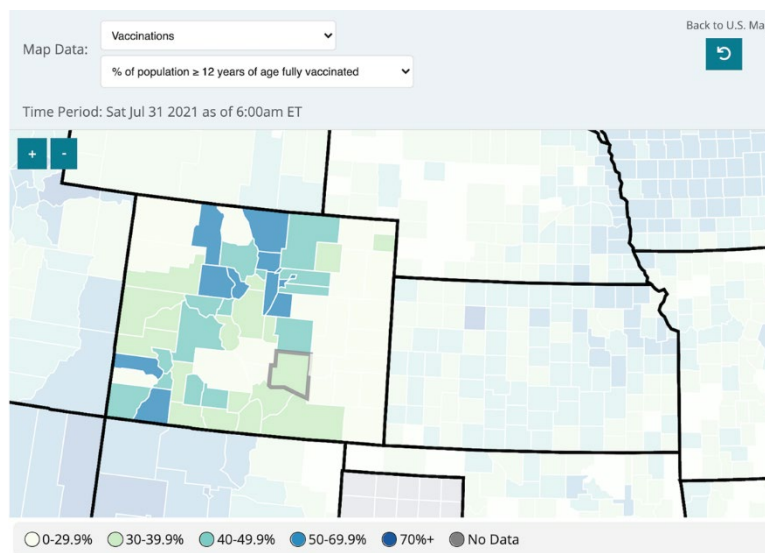 Back to U.S. Ma
Map Data:
Vaccinations
% of population ≥ 12 years of age fully vaccinated
Time Period: Sat Jul 31 2021 as of 6:00am ET
+ -
0-29.9% 30-39.9% 40-49.9% 50-69.9% 70%+ No Data